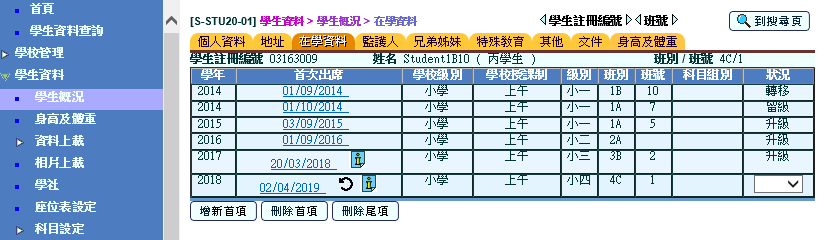 首頁
學生資料查詢
學校管理
學生資料
學生概況
身高及體重
資料上載
相片上載
學社
座位表設定
科目設定
[S-STU20-01] 學生資料 > 學生概況 > 在學資料
學生註冊編號 班號
到搜尋頁
個人資料 地址 在學資料 監護人 兄弟姊妹 特殊教育 其他 文件 身高及體重
學生註冊編號 03163009 姓名 Student1B10 ( 丙學生 ) 班別 / 班號 4C/1
學年 首次出席 學校級別 學校授課制 級別 班別 班號 科目組別 狀況
2014 01/09/2014 小學 上午 小一 1B 10 轉移
2014 01/10/2014 小學 上午 小一 1A 7 留級
2015 03/09/2015 小學 上午 小一 1A 5 升級
2016 01/09/2016 小學 上午 小二 2A 升級
2017 20/03/2018 小學 上午 小三 3B 2 升級
2018 02/04/2019 小學 上午 小四 4C 1
增新首項 刪除首項 刪除尾項